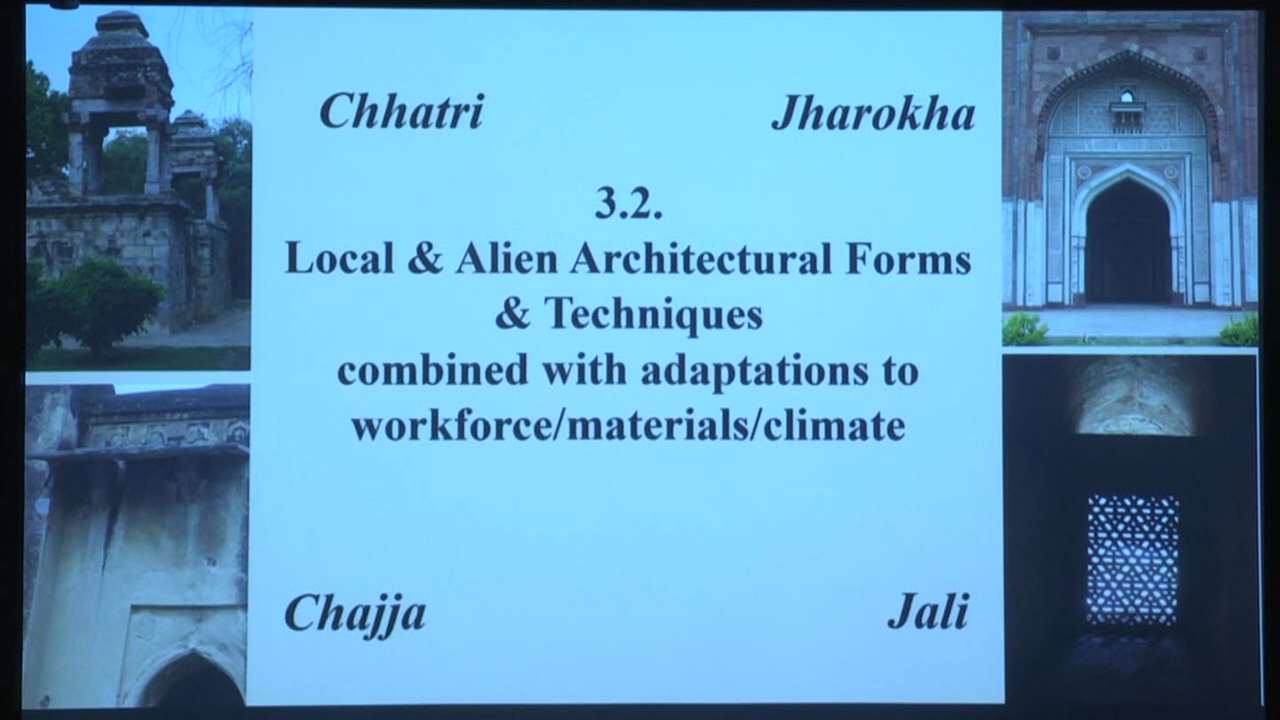 Chhatri
Jharokha
3.2.
Local & Alien Architectural Forms
& Techniques
combined with adaptations to
workforce/materials/climate
Chajja
Jali